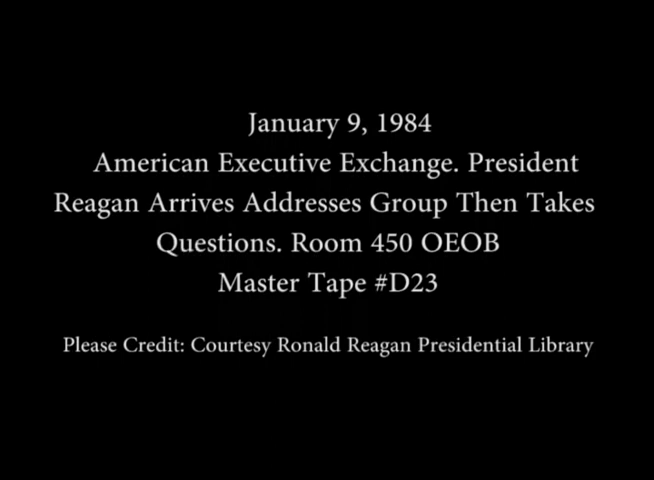 January 9, 1984
American Executive Exchange. President
Reagan Arrives Addresses Group Then Takes
Questions. Room 450 OEOB
Master Tape #D23
Please Credit: Courtesy Ronald Reagan Presidential Library